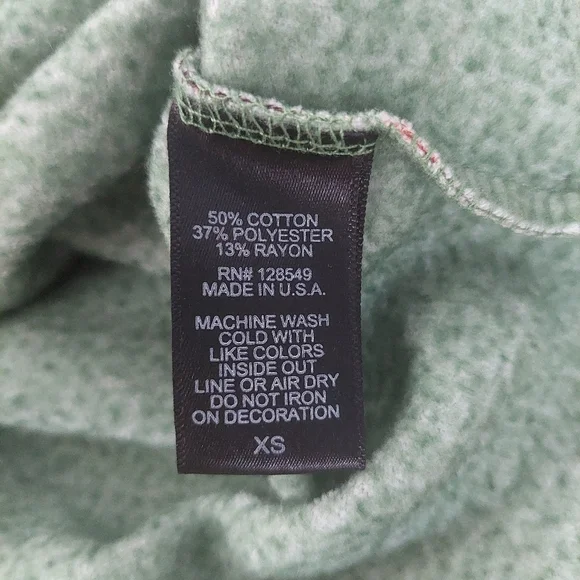 50% COTTON
37% POLYESTER
13% RAYON
RN# 128549
MADE IN U.S.A.
MACHINE WASH
COLD WITH
LIKE COLORS
INSIDE OUT
LINE OR AIR DRY
DO NOT IRON
ON DECORATION
XS